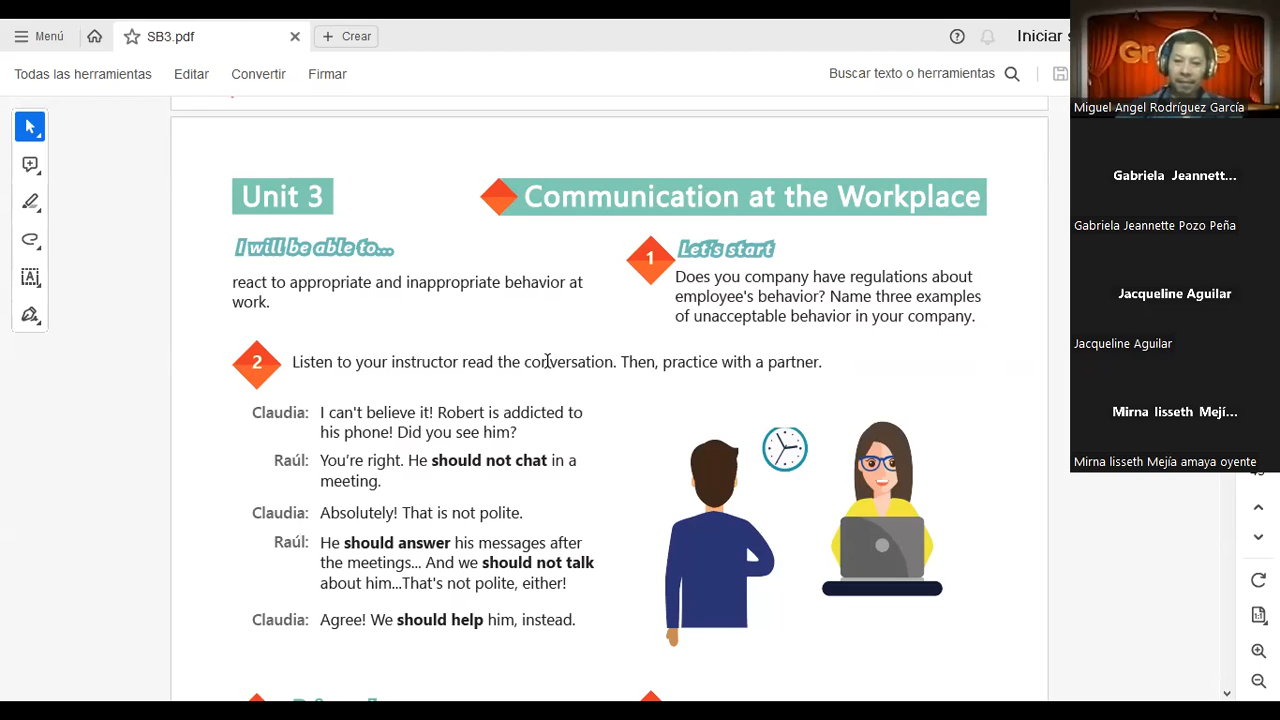 Menú
SB3.pdf
Crear
Iniciar s
Todas las herramientas
Editar
Convertir
Firmar
Buscar texto o herramientas
Miguel Angel Rodríguez García
Gabriela Jeannett...
Gabriela Jeannette Pozo Peña
Jacqueline Aguilar
Jacqueline Aguilar
Mirna lisseth Mejí...
Mirna lisseth Mejía amaya oyente
Unit 3
Communication at the Workplace
I will be able to...
react to appropriate and inappropriate behavior at
work.
1
Let's start
Does you company have regulations about
employee's behavior? Name three examples
of unacceptable behavior in your company.
2
Listen to your instructor read the conversation. Then, practice with a partner.
Claudia: I can't believe it! Robert is addicted to
his phone! Did you see him?
Raúl: You're right. He should not chat in a
meeting.
Claudia: Absolutely! That is not polite.
Raúl: He should answer his messages after
the meetings... And we should not talk
about him...That's not polite, either!
Claudia: Agree! We should help him, instead.